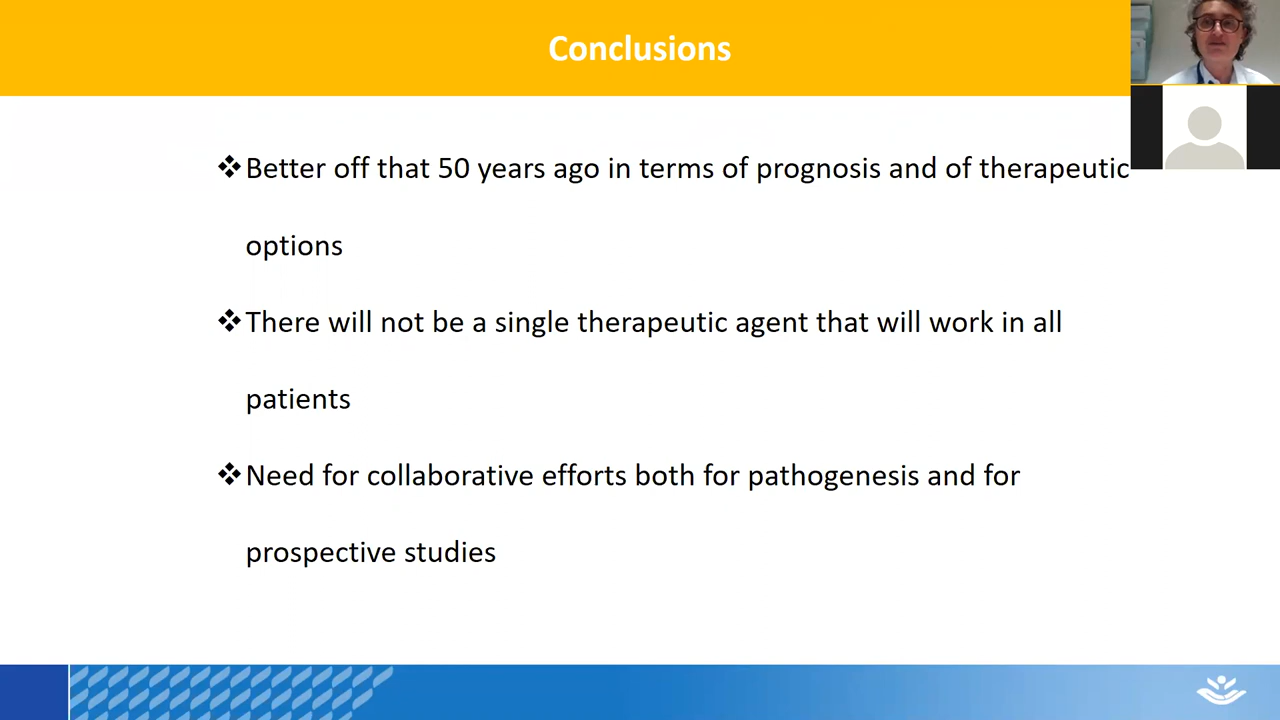 Conclusions
❖Better off that 50 years ago in terms of prognosis and of therapeutic
options
❖There will not be a single therapeutic agent that will work in all
patients
❖Need for collaborative efforts both for pathogenesis and for
prospective studies